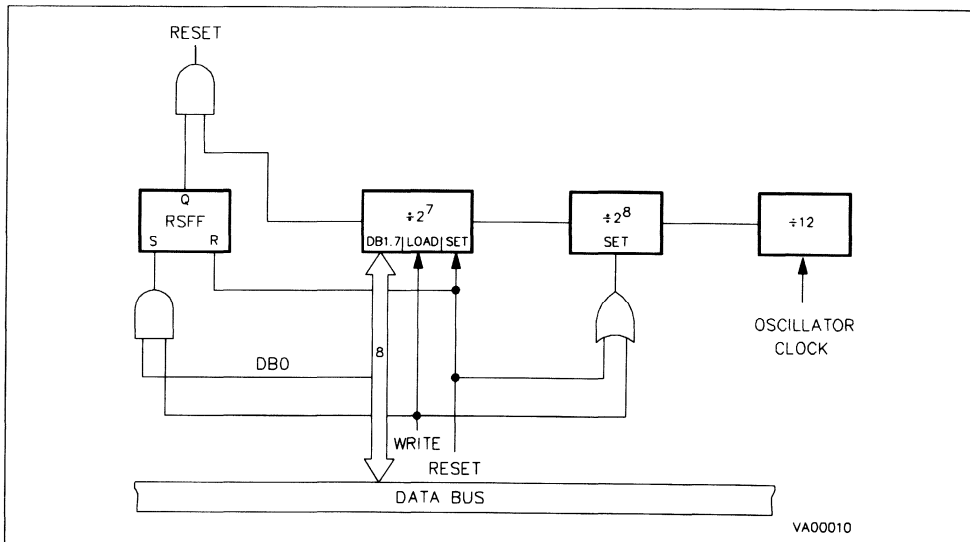 RESET
Q
RSFF
S R
÷2⁷
DB1.7 LOAD SET
÷2⁸
SET
÷12
OSCILLATOR
CLOCK
8
DB0
WRITE
RESET
DATA BUS
VA00010